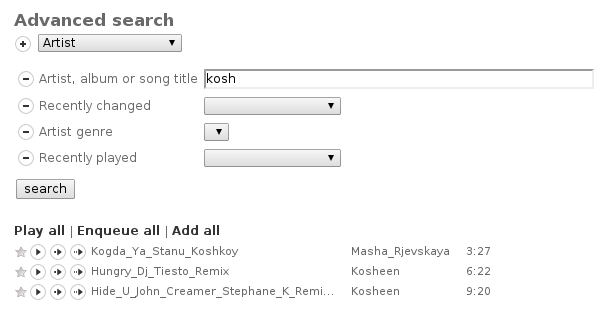 Advanced search
Artist
Artist, album or song title kosh
Recently changed
Artist genre
Recently played
search
Play all | Enqueue all | Add all
Kogda_Ya_Stanu_Koshkoy Masha_Rjevskaya 3:27
Hungry_Dj_Tiesto_Remix Kosheen 6:22
Hide_U_John_Creamer_Stephane_K_Remi... Kosheen 9:20